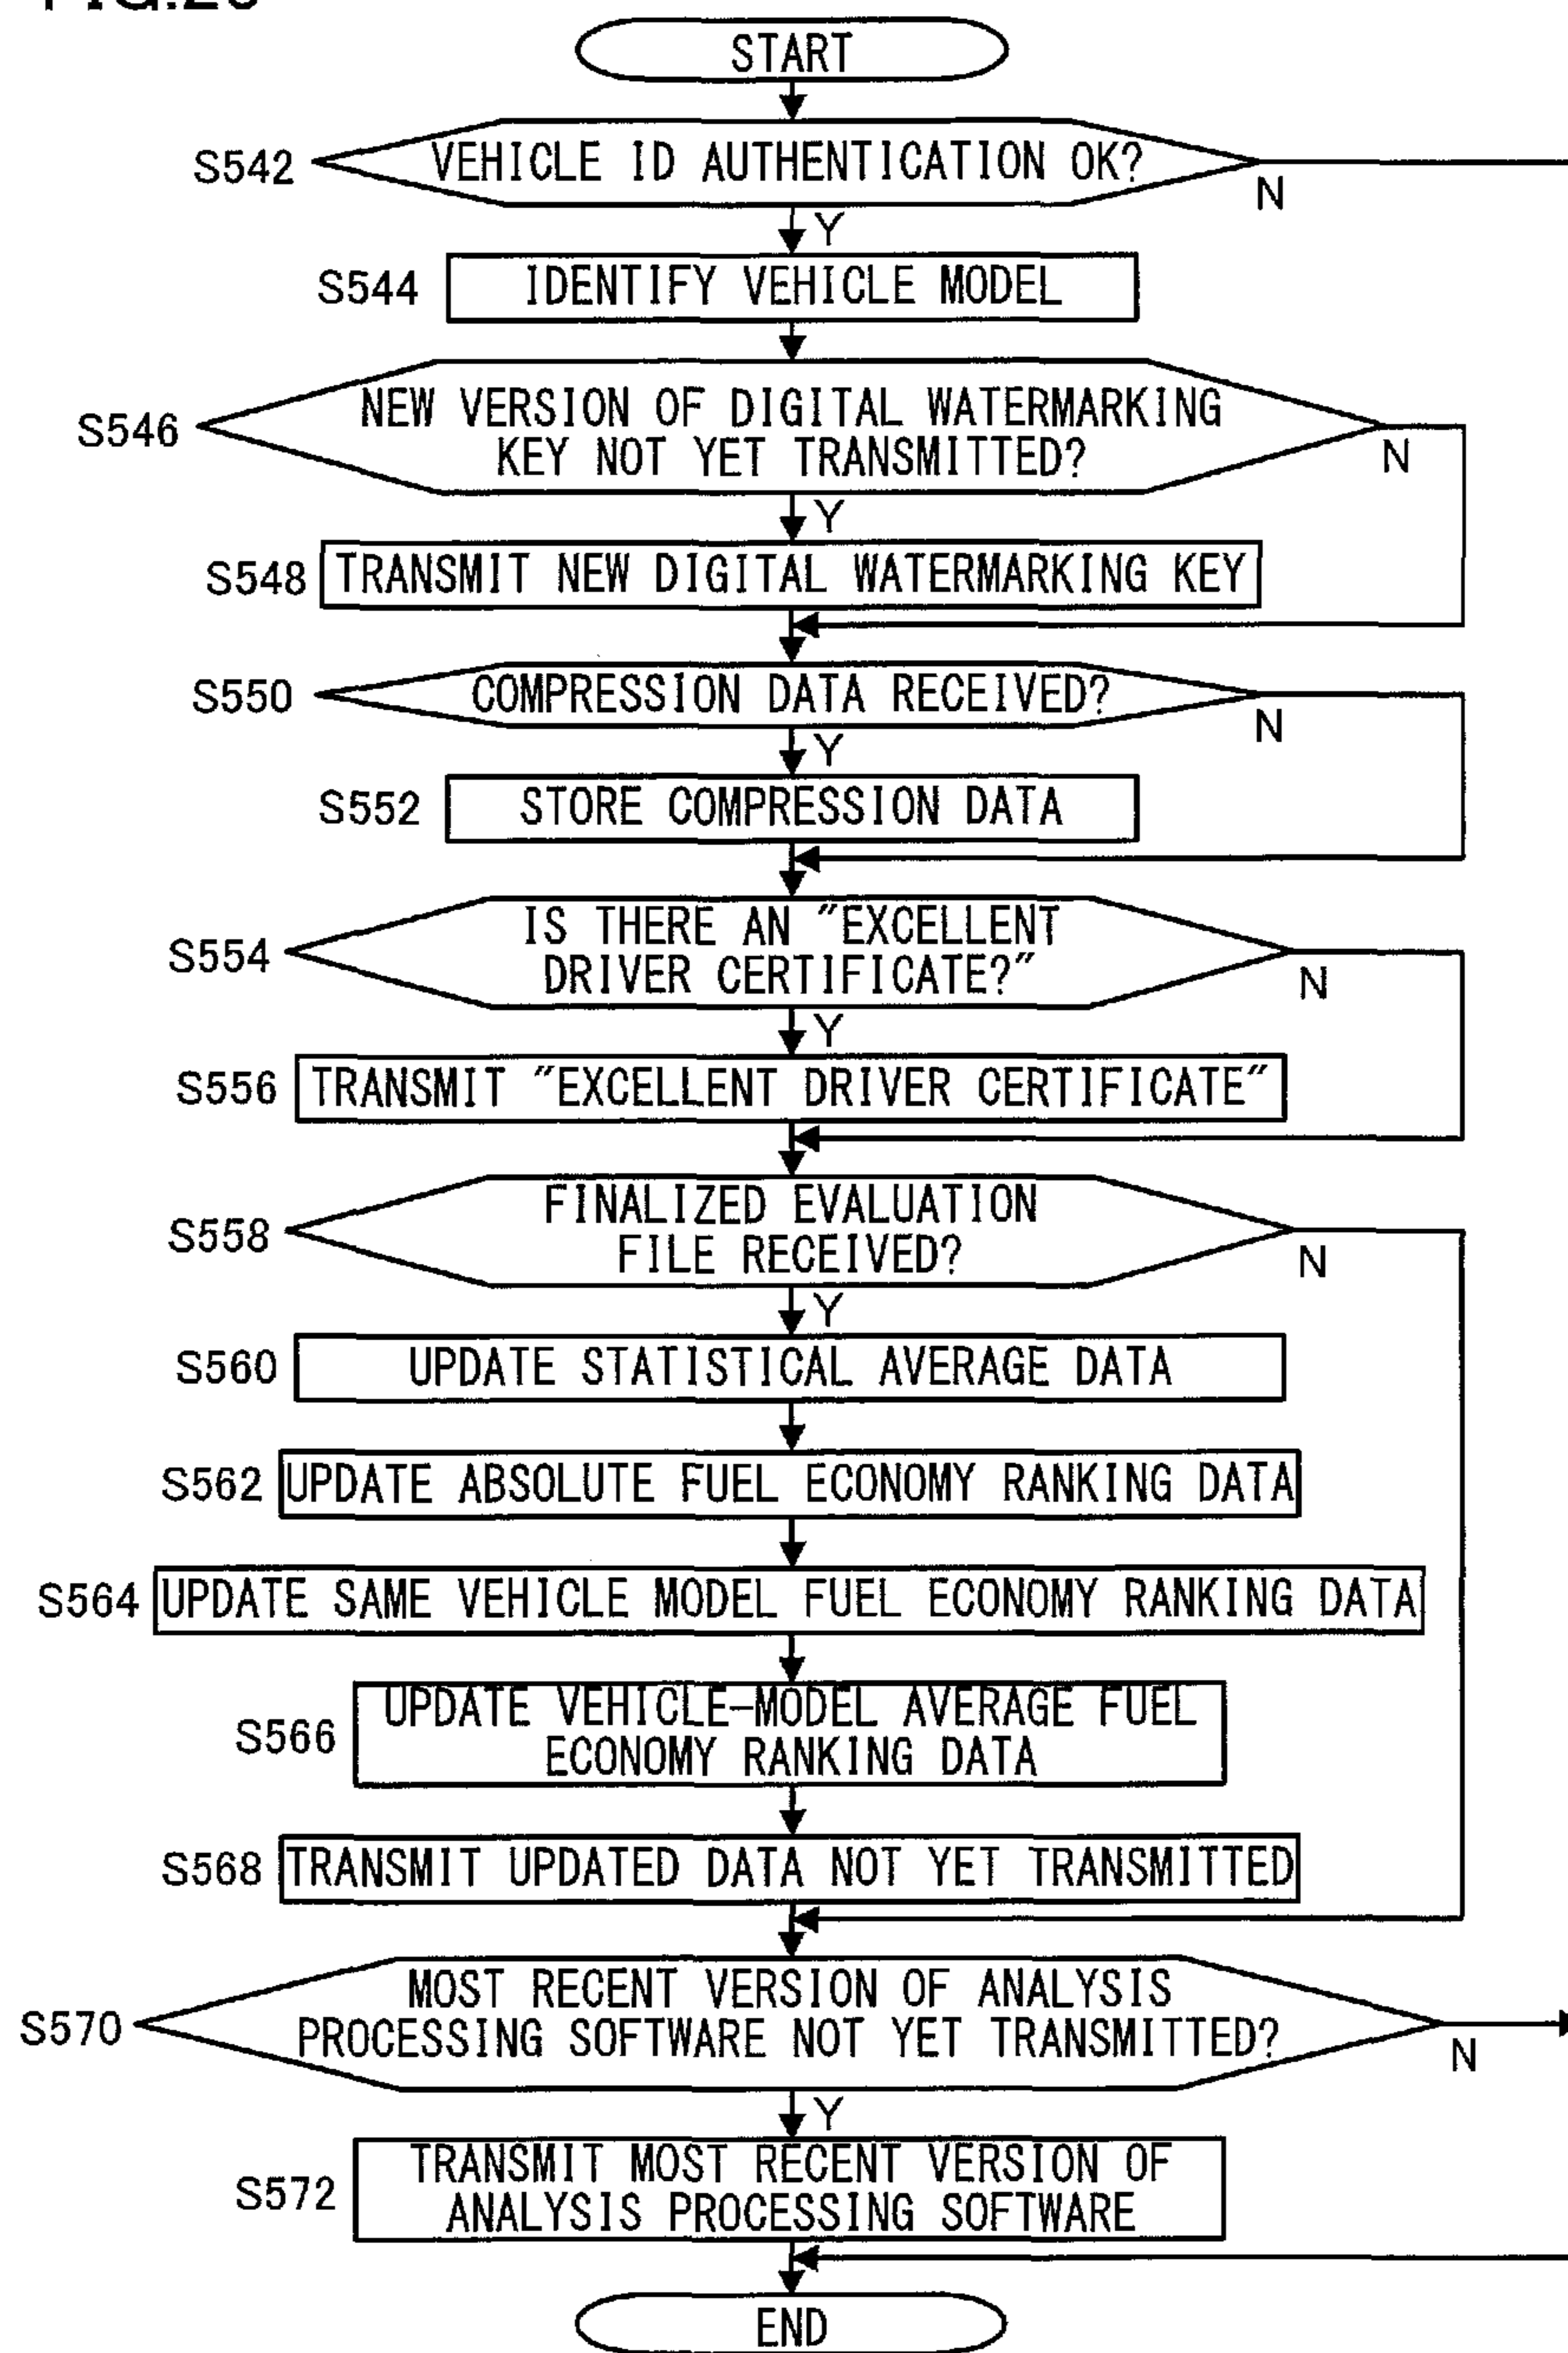 START
S542
VEHICLE ID AUTHENTICATION OK?
N
Y
S544
IDENTIFY VEHICLE MODEL
S546
NEW VERSION OF DIGITAL WATERMARKING
KEY NOT YET TRANSMITTED?
N
Y
S548
TRANSMIT NEW DIGITAL WATERMARKING KEY
S550
COMPRESSION DATA RECEIVED?
N
Y
S552
STORE COMPRESSION DATA
S554
IS THERE AN "EXCELLENT
DRIVER CERTIFICATE?"
N
Y
S556
TRANSMIT "EXCELLENT DRIVER CERTIFICATE"
S558
FINALIZED EVALUATION
FILE RECEIVED?
N
Y
S560
UPDATE STATISTICAL AVERAGE DATA
S562
UPDATE ABSOLUTE FUEL ECONOMY RANKING DATA
S564
UPDATE SAME VEHICLE MODEL FUEL ECONOMY RANKING DATA
S566
UPDATE VEHICLE-MODEL AVERAGE FUEL
ECONOMY RANKING DATA
S568
TRANSMIT UPDATED DATA NOT YET TRANSMITTED
S570
MOST RECENT VERSION OF ANALYSIS
PROCESSING SOFTWARE NOT YET TRANSMITTED?
N
Y
S572
TRANSMIT MOST RECENT VERSION OF
ANALYSIS PROCESSING SOFTWARE
END